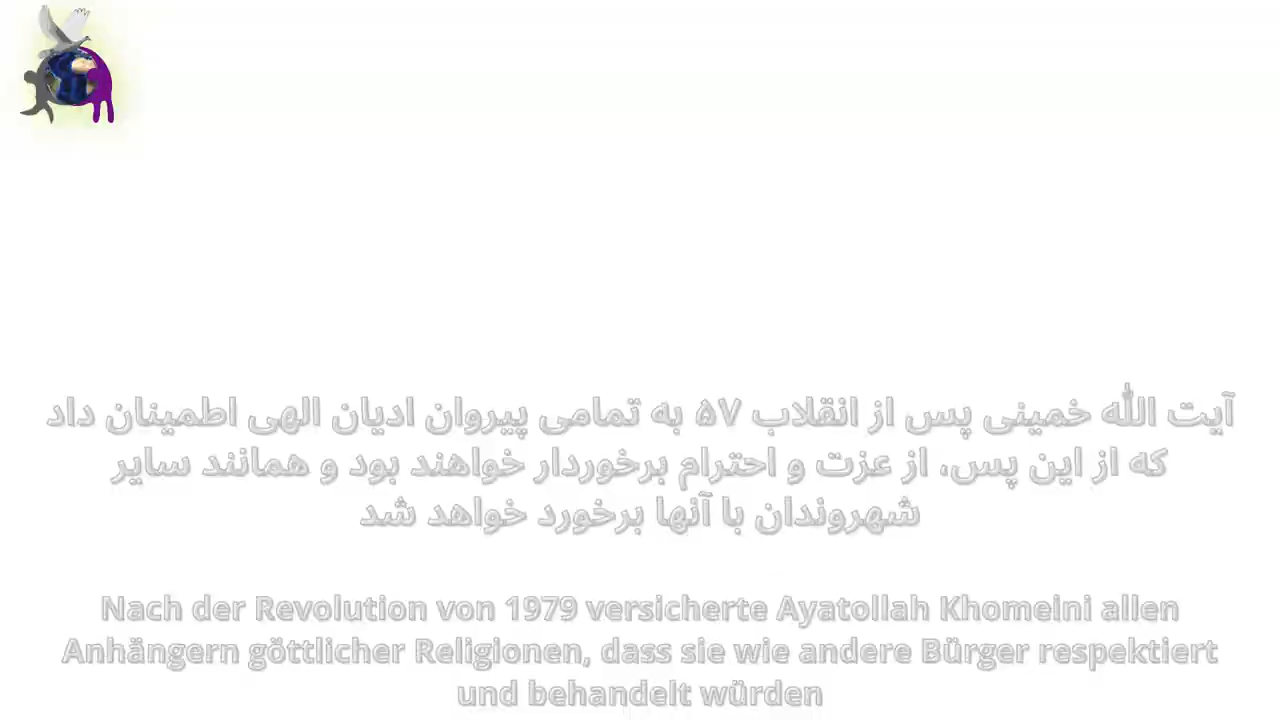 آیت الله خمینی پس از انقلاب ۵۷ به تمامی پیروان ادیان الهی اطمینان داد
که از این پس، از عزت و احترام برخوردار خواهند بود و همانند سایر
شهروندان با آنها برخورد خواهد شد
Nach der Revolution von 1979 versicherte Ayatollah Khomeini allen
Anhängern göttlicher Religionen, dass sie wie andere Bürger respektiert
und behandelt würden